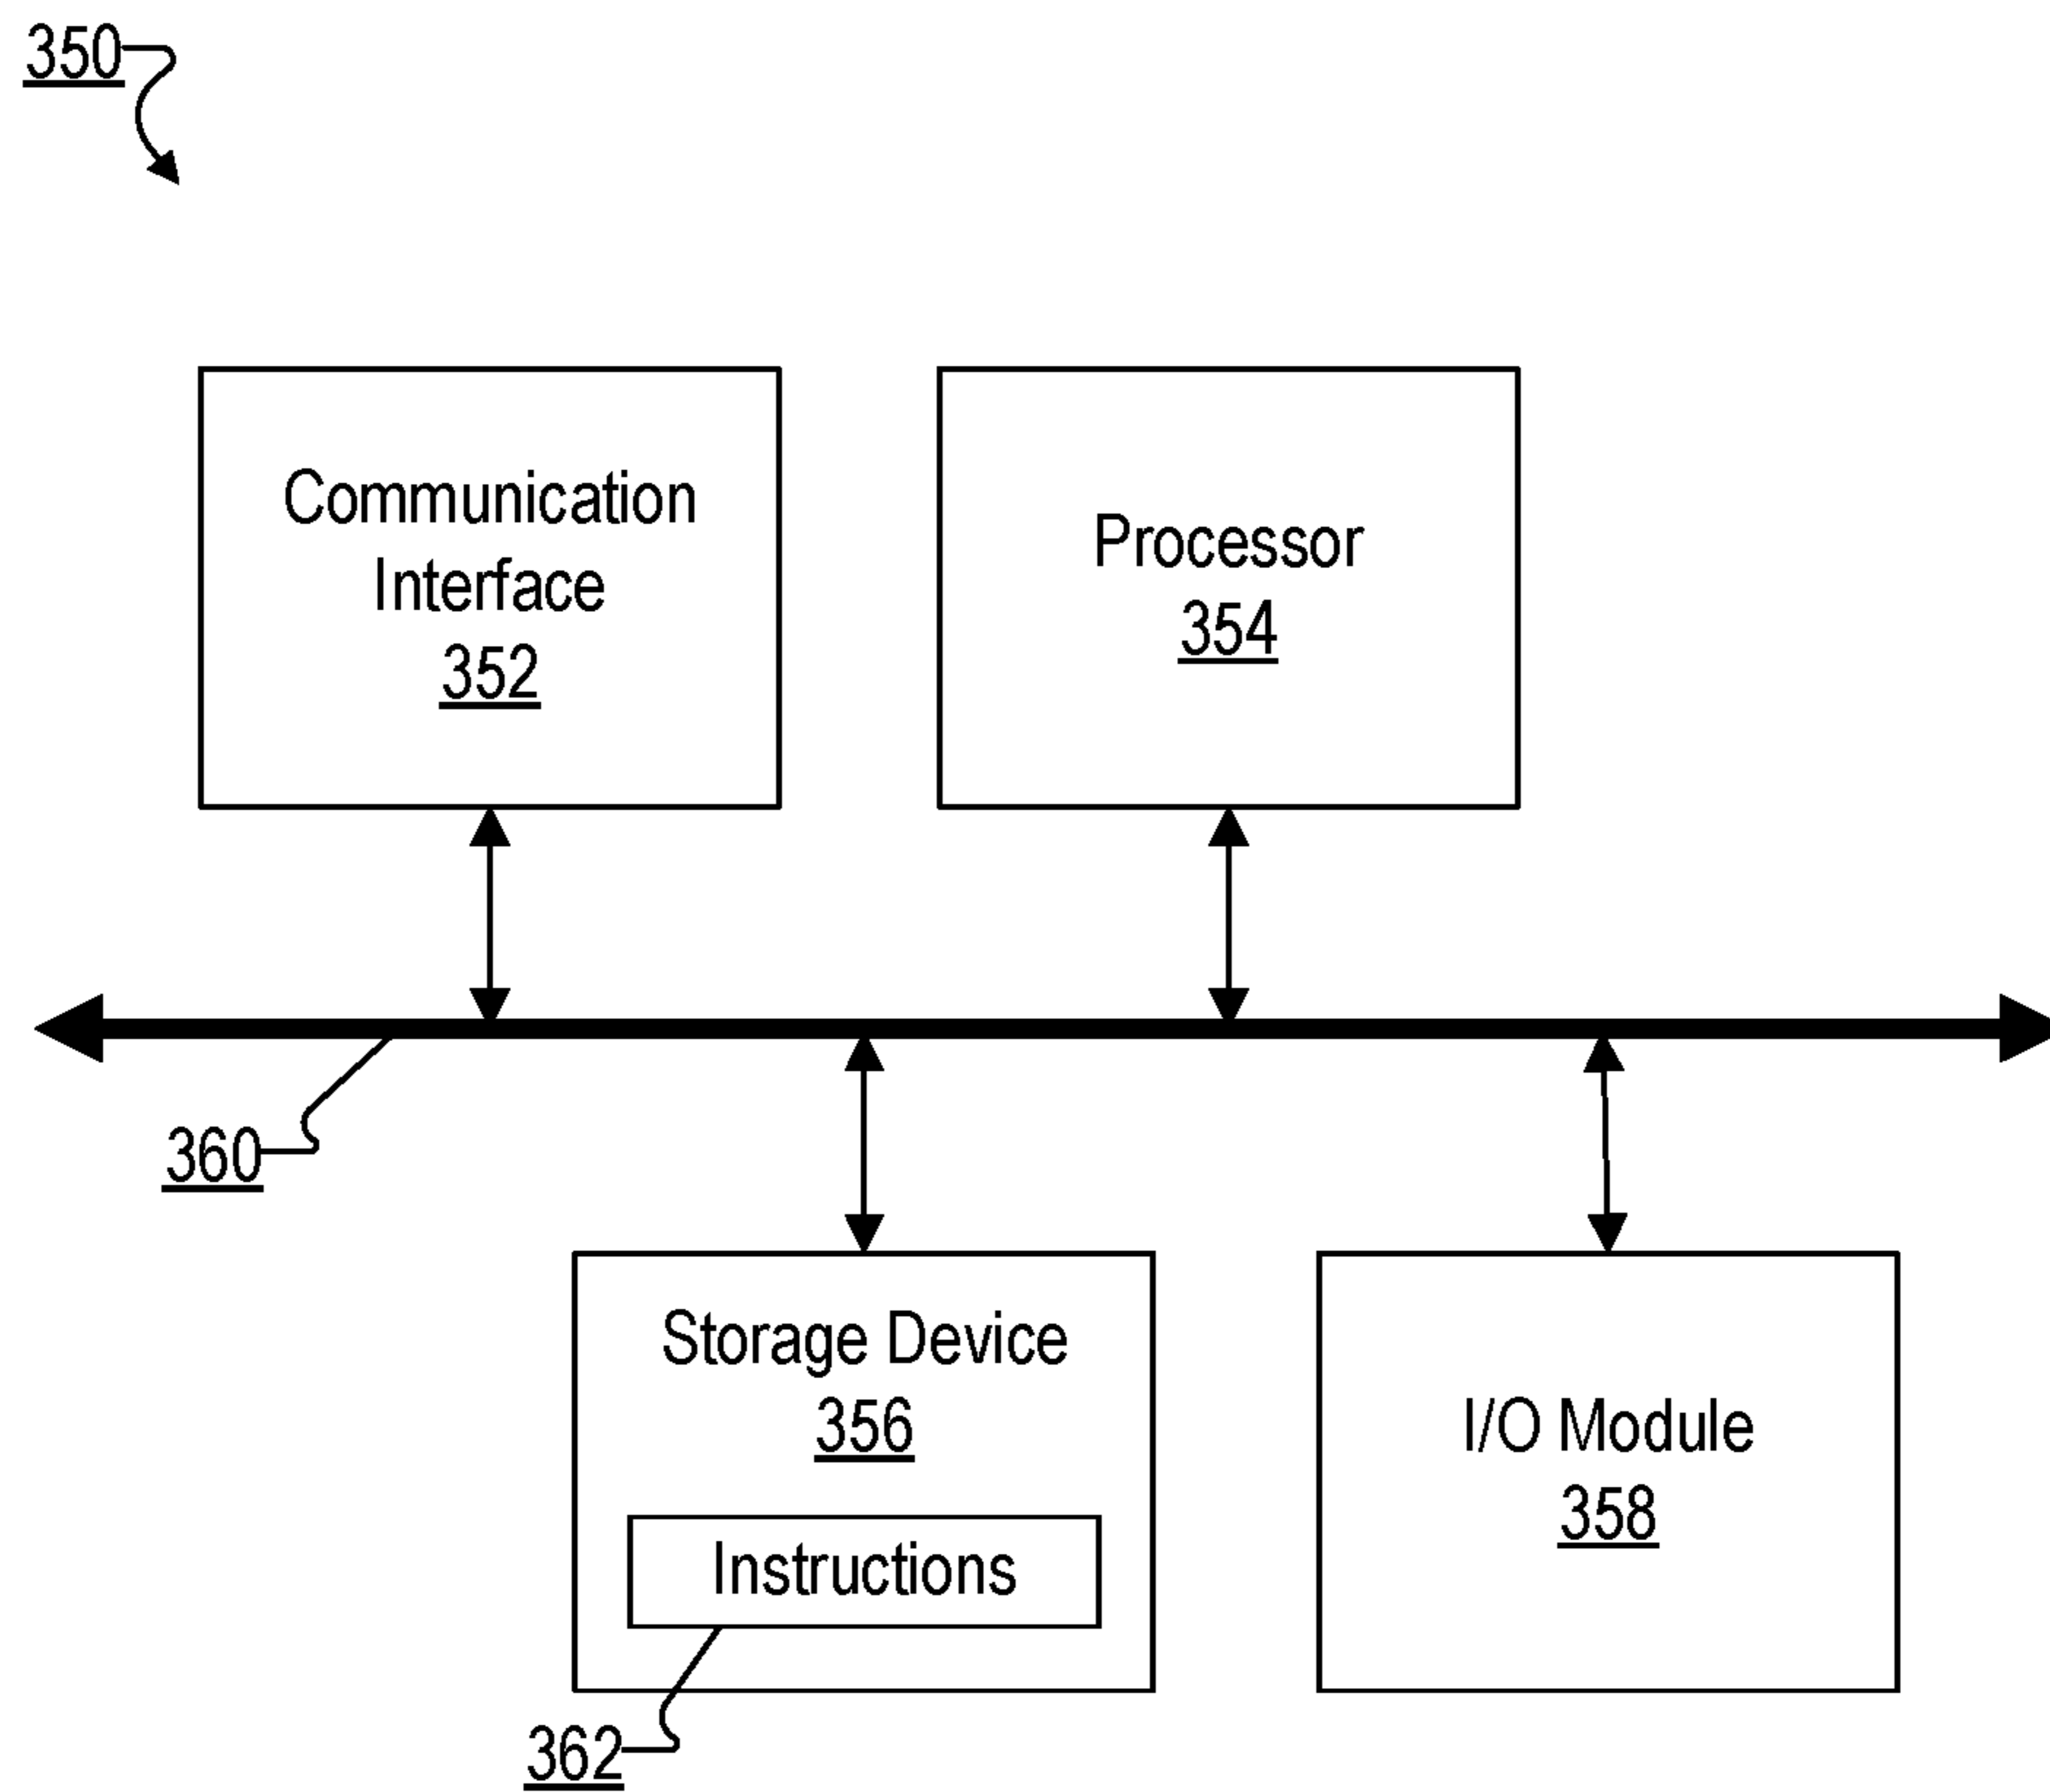 350
Communication
Interface
352
Processor
354
360
Storage Device
356
Instructions
362
I/O Module
358